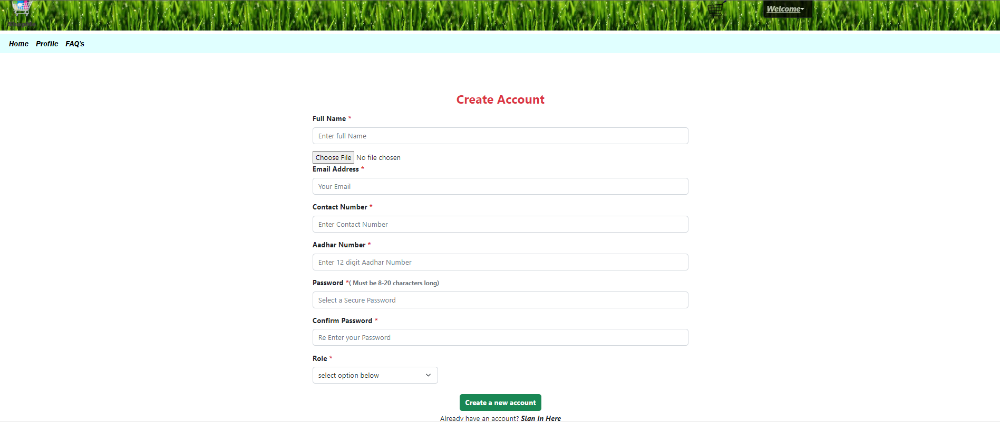 Welcome
Home Profile FAQ's
Create Account
Full Name *
Enter full Name
Choose File No file chosen
Email Address *
Your Email
Contact Number *
Enter Contact Number
Aadhar Number *
Enter 12 digit Aadhar Number
Password *( Must be 8-20 characters long)
Select a Secure Password
Confirm Password *
Re Enter your Password
Role *
select option below
Create a new account
Already have an account? Sign In Here